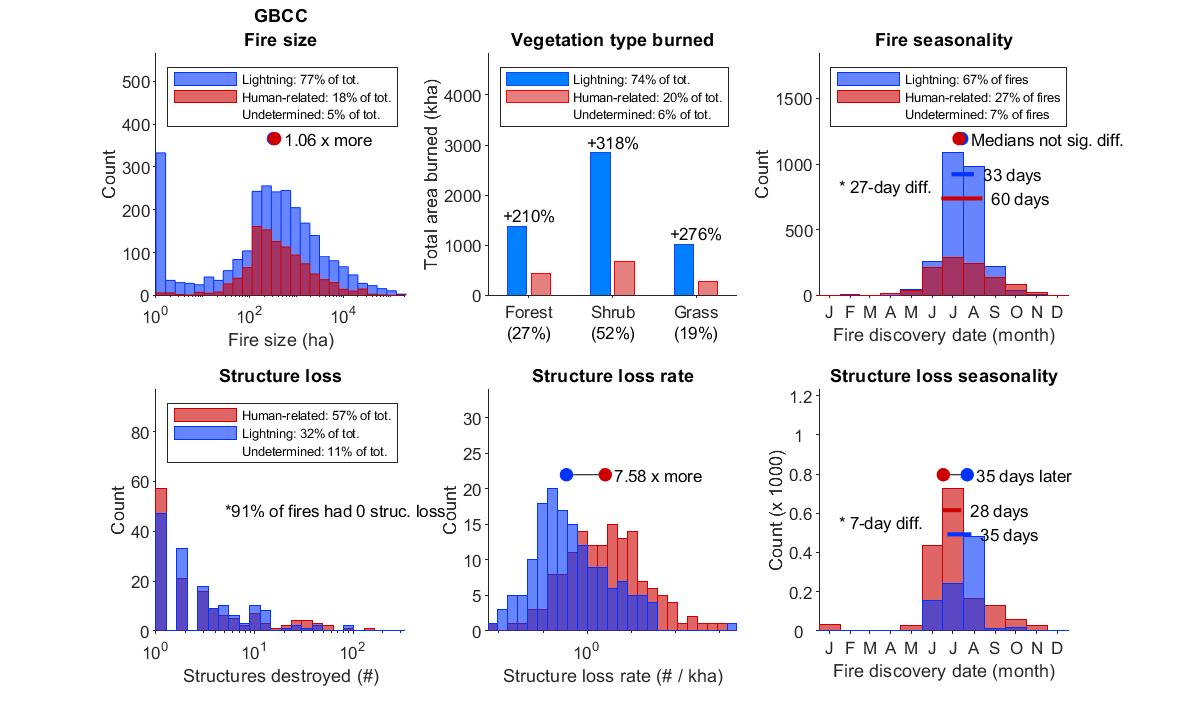 GBCC
Fire size
Lightning: 77% of tot.
Human-related: 18% of tot.
Undetermined: 5% of tot.
1.06 x more
Count
500
400
300
200
100
0
10^0
10^2
10^4
Fire size (ha)
Vegetation type burned
Lightning: 74% of tot.
Human-related: 20% of tot.
Undetermined: 6% of tot.
Total area burned (kha)
4000
3000
2000
1000
0
+210%
+318%
+276%
Forest
(27%)
Shrub
(52%)
Grass
(19%)
Fire seasonality
Lightning: 67% of fires
Human-related: 27% of fires
Undetermined: 7% of fires
Medians not sig. diff.
* 27-day diff.
33 days
60 days
Count
1500
1000
500
0
J F M A M J J A S O N D
Fire discovery date (month)
Structure loss
Human-related: 57% of tot.
Lightning: 32% of tot.
Undetermined: 11% of tot.
*91% of fires had 0 struc. loss
Count
80
60
40
20
0
10^0
10^1
10^2
Structures destroyed (#)
Structure loss rate
7.58 x more
Count
30
25
20
15
10
5
0
10^0
Structure loss rate (# / kha)
Structure loss seasonality
35 days later
* 7-day diff.
28 days
35 days
Count (x 1000)
1.2
1
0.8
0.6
0.4
0.2
0
J F M A M J J A S O N D
Fire discovery date (month)